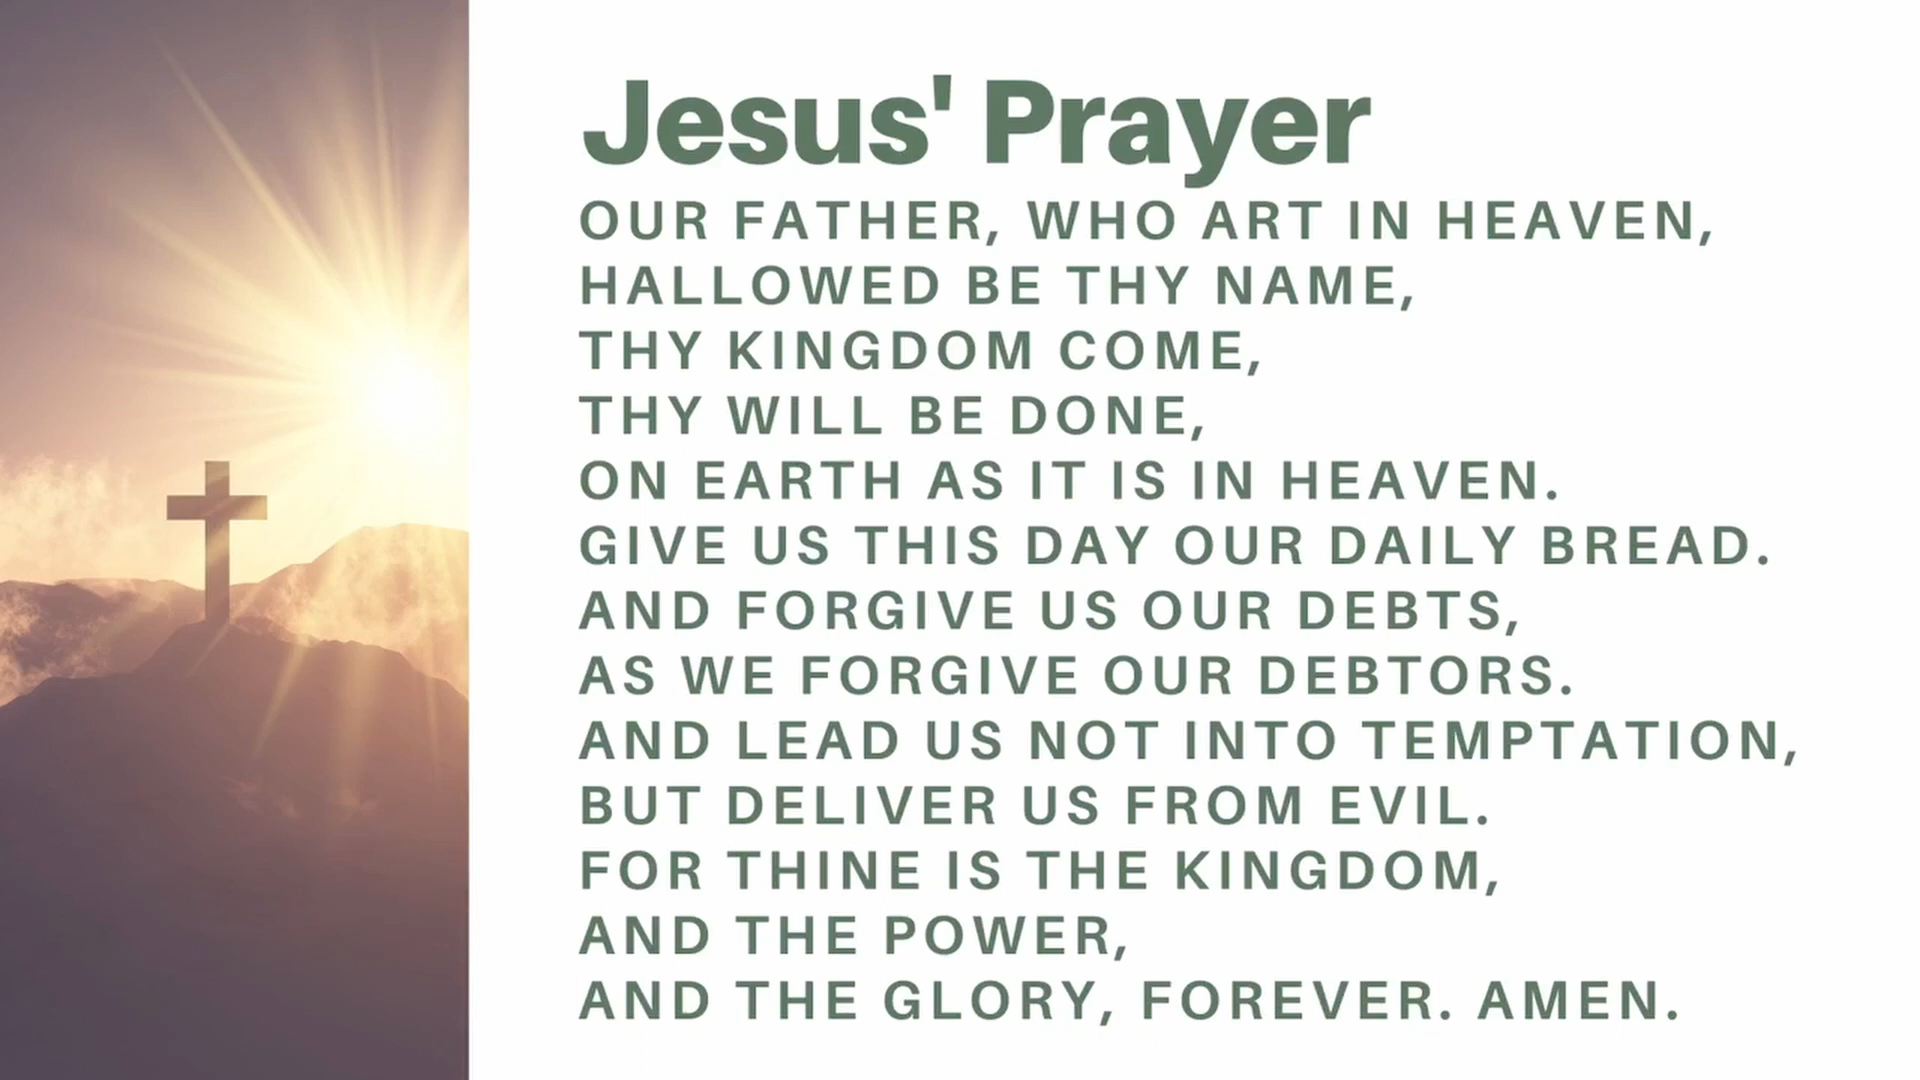 Jesus' Prayer
OUR FATHER, WHO ART IN HEAVEN,
HALLOWED BE THY NAME,
THY KINGDOM COME,
THY WILL BE DONE,
ON EARTH AS IT IS IN HEAVEN.
GIVE US THIS DAY OUR DAILY BREAD.
AND FORGIVE US OUR DEBTS,
AS WE FORGIVE OUR DEBTORS.
AND LEAD US NOT INTO TEMPTATION,
BUT DELIVER US FROM EVIL.
FOR THINE IS THE KINGDOM,
AND THE POWER,
AND THE GLORY, FOREVER. AMEN.